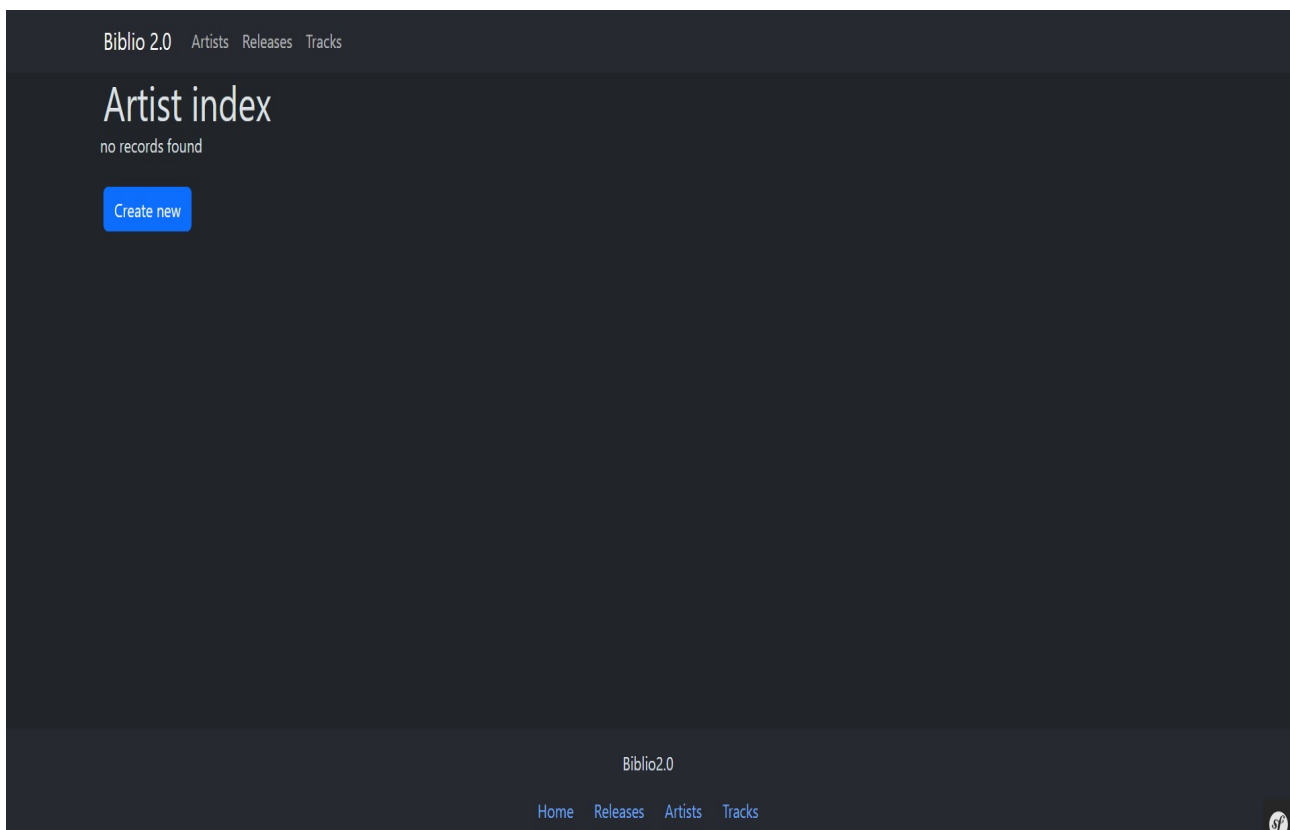 Biblio 2.0 Artists Releases Tracks
Artist index
no records found
Create new
Biblio2.0
Home Releases Artists Tracks
sf